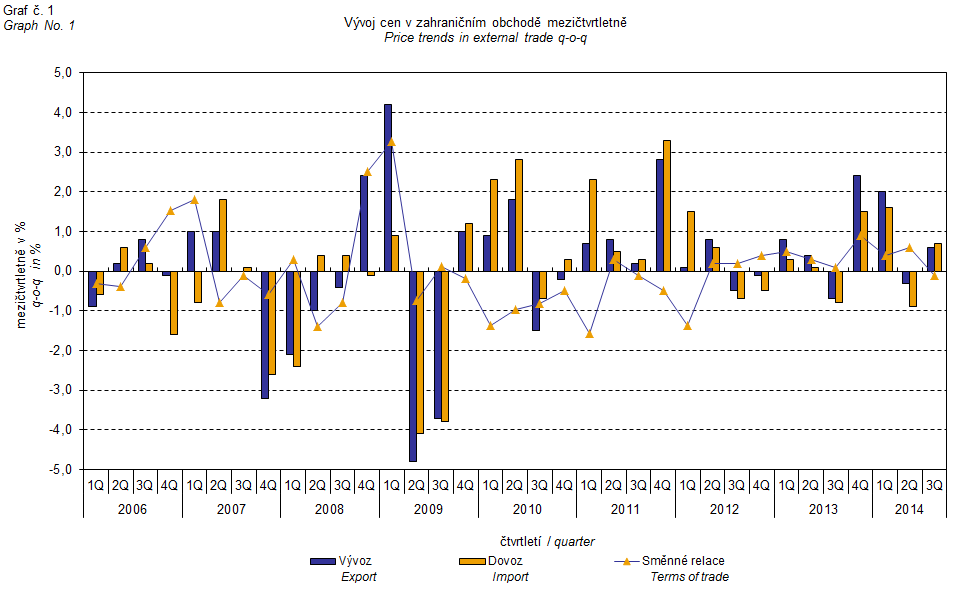 Graf č. 1
Graph No. 1
Vývoj cen v zahraničním obchodě mezičtvrtletně
Price trends in external trade q-o-q
5,0
4,0
3,0
2,0
1,0
0,0
-1,0
-2,0
-3,0
-4,0
-5,0
mezičtvrtletně v %
q-o-q in %
1Q 2Q 3Q 4Q 1Q 2Q 3Q 4Q 1Q 2Q 3Q 4Q 1Q 2Q 3Q 4Q 1Q 2Q 3Q 4Q 1Q 2Q 3Q 4Q 1Q 2Q 3Q 4Q 1Q 2Q 3Q 4Q 1Q 2Q 3Q
2006 2007 2008 2009 2010 2011 2012 2013 2014
čtvrtletí / quarter
Vývoz Dovoz Směnné relace
Export Import Terms of trade